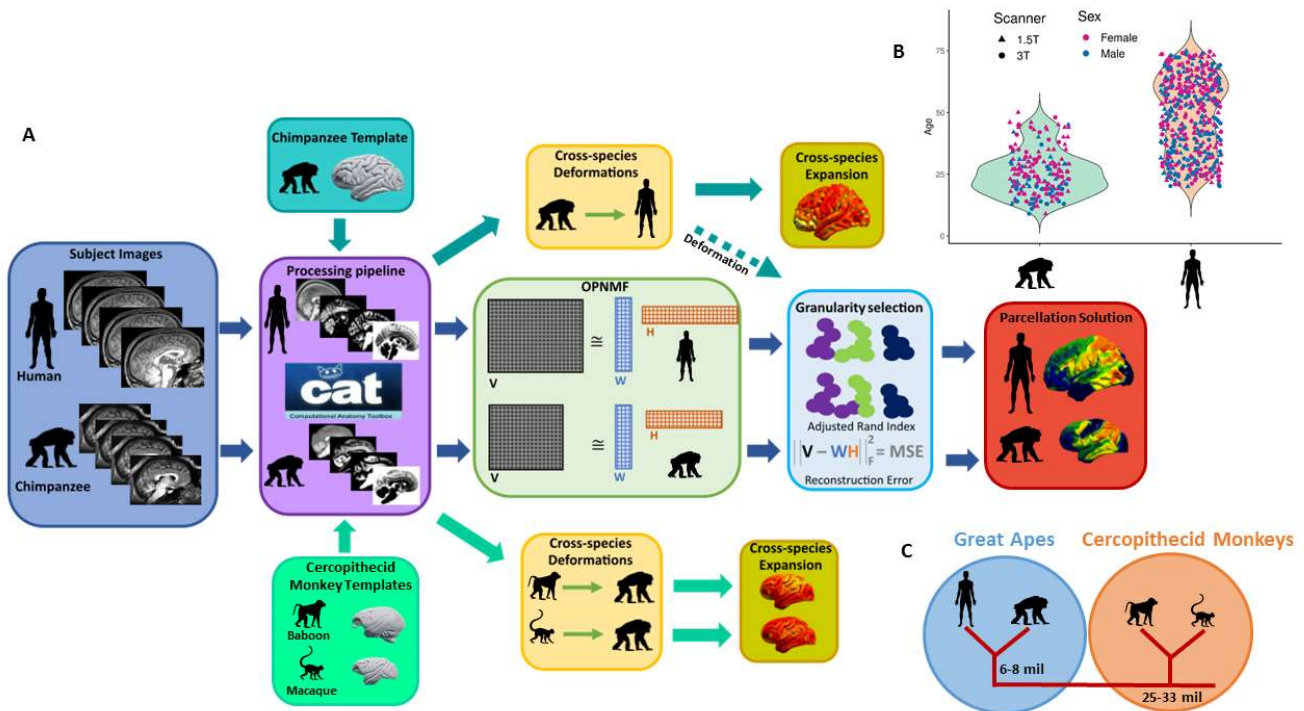 A
Subject Images
Human
Chimpanzee
Chimpanzee Template
Processing pipeline
cat
Computational Anatomy Toolbox
Cercopithecid
Monkey Templates
Baboon
Macaque
Cross-species
Deformations
Cross-species
Expansion
Deformation
OPNMF
V
≅
W
H
V
≅
W
H
Granularity selection
Adjusted Rand Index
||V – WH||²F = MSE
Reconstruction Error
Parcellation Solution
Cross-species
Deformations
Cross-species
Expansion
B
Scanner
1.5T
3T
Sex
Female
Male
Age
75
50
25
0
C
Great Apes
Cercopithecid Monkeys
6-8 mil
25-33 mil